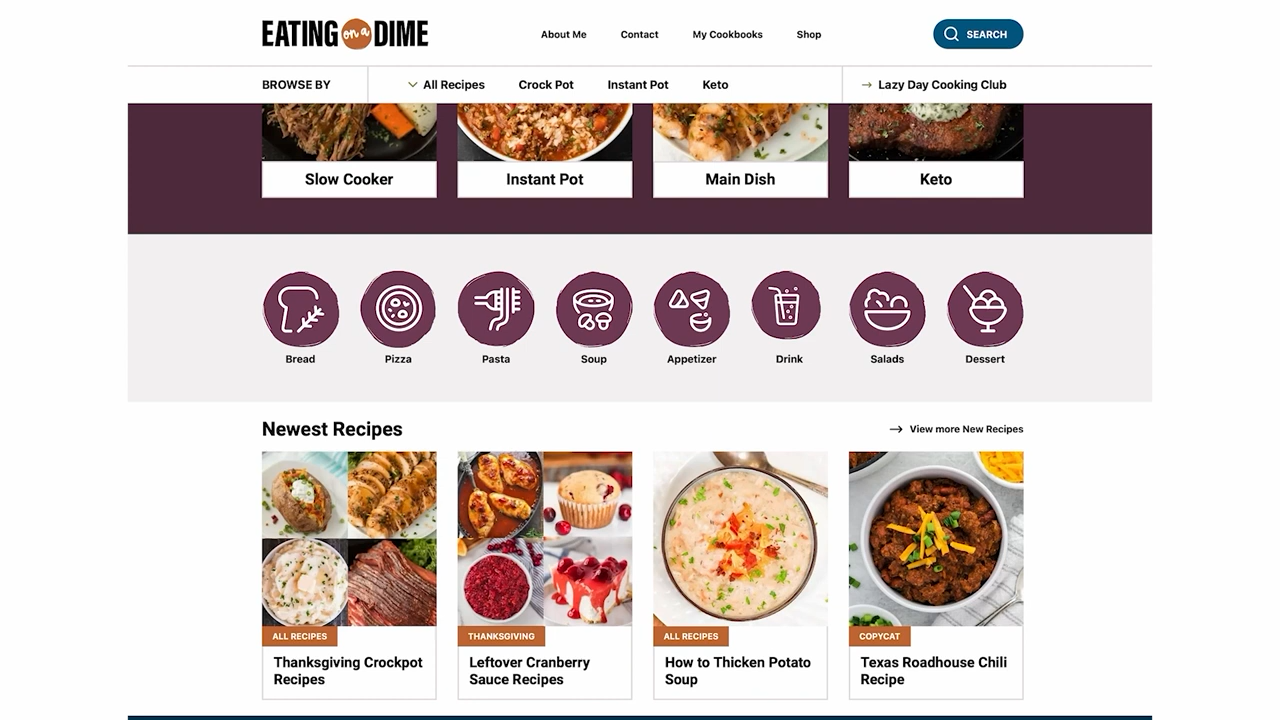 EATING on a DIME
About Me
Contact
My Cookbooks
Shop
SEARCH
BROWSE BY
All Recipes
Crock Pot
Instant Pot
Keto
Lazy Day Cooking Club
Slow Cooker
Instant Pot
Main Dish
Keto
Bread
Pizza
Pasta
Soup
Appetizer
Drink
Salads
Dessert
Newest Recipes
View more New Recipes
ALL RECIPES
Thanksgiving Crockpot
Recipes
THANKSGIVING
Leftover Cranberry
Sauce Recipes
ALL RECIPES
How to Thicken Potato
Soup
COPYCAT
Texas Roadhouse Chili
Recipe